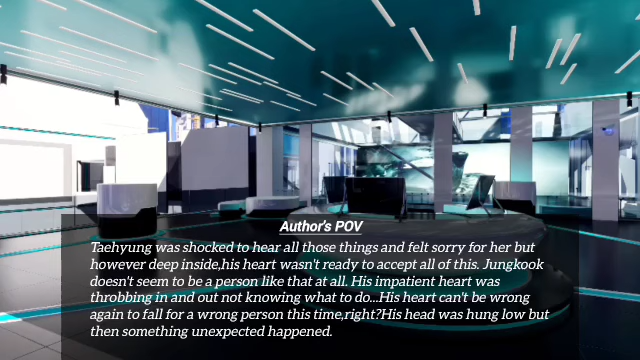 Author's POV
Taehyung was shocked to hear all those things and felt sorry for her but
however deep inside,his heart wasn't ready to accept all of this. Jungkook
doesn't seem to be a person like that at all. His impatient heart was
throbbing in and out not knowing what to do...His heart can't be wrong
again to fall for a wrong person this time,right?His head was hung low but
then something unexpected happened.